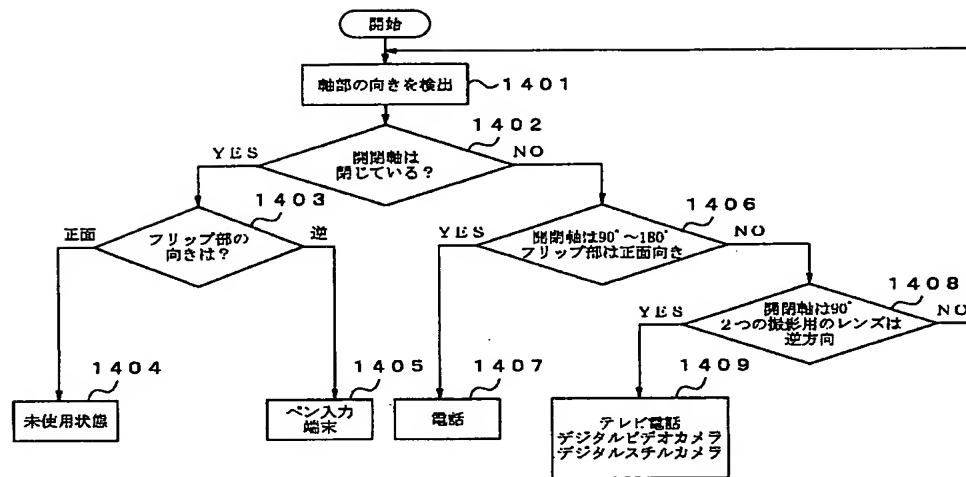 開始
軸部の向きを検出
1401
1402
開閉軸は
閉じている？
YES
NO
1403
フリップ部の
向きは？
正面
逆
1406
開閉軸は90°～180°
フリップ部は正面向き
YES
NO
1408
開閉軸は90°
２つの撮影用のレンズは
逆方向
YES
NO
1404
未使用状態
1405
ペン入力
端末
1407
電話
1409
テレビ電話
デジタルビデオカメラ
デジタルスチルカメラ